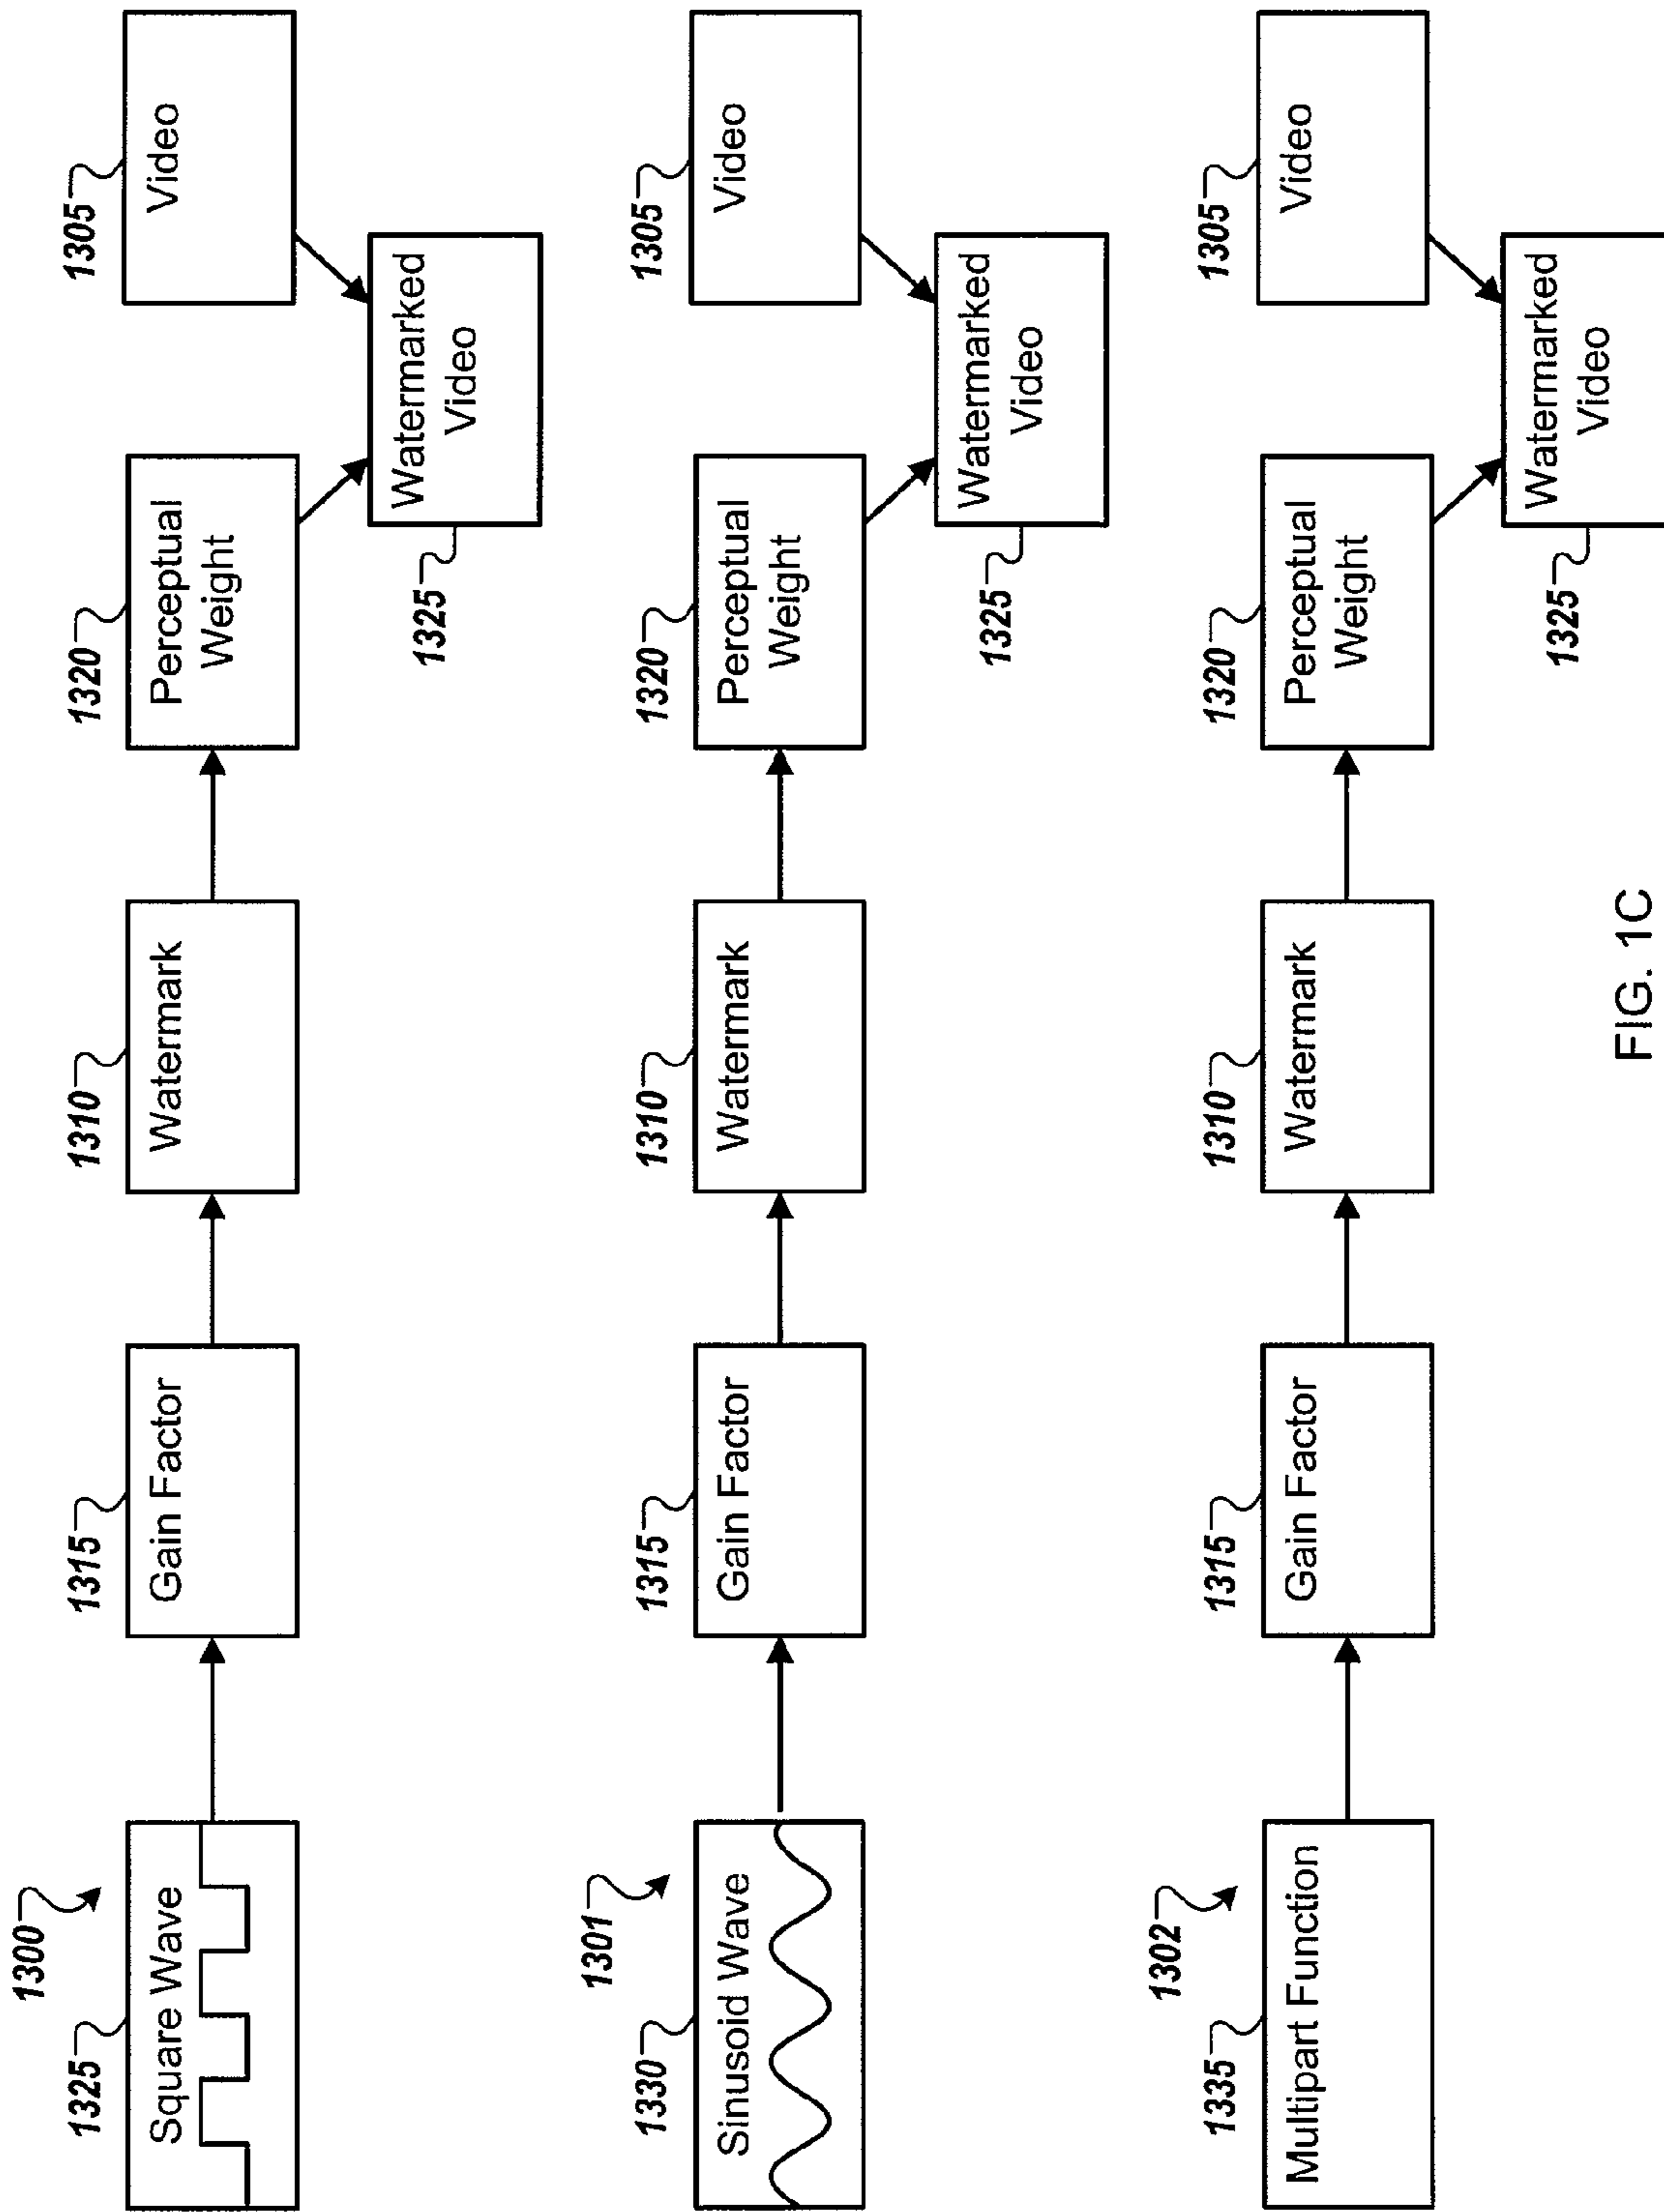 1300
1325
Square Wave
1315
Gain Factor
1310
Watermark
1320
Perceptual
Weight
1305
Video
1325
Watermarked
Video
1301
1330
Sinusoid Wave
1315
Gain Factor
1310
Watermark
1320
Perceptual
Weight
1305
Video
1325
Watermarked
Video
1302
1335
Multipart Function
1315
Gain Factor
1310
Watermark
1320
Perceptual
Weight
1305
Video
1325
Watermarked
Video
FIG. 1C